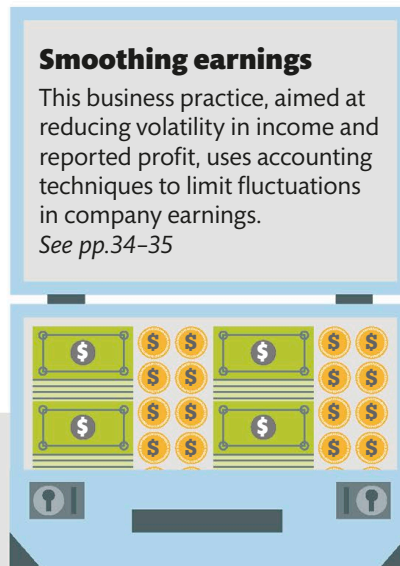 Smoothing earnings
This business practice, aimed at
reducing volatility in income and
reported profit, uses accounting
techniques to limit fluctuations
in company earnings.
See pp.34–35
$ $ $ $ $ $
$ $ $ $
$ $ $ $ $ $
$ $ $ $